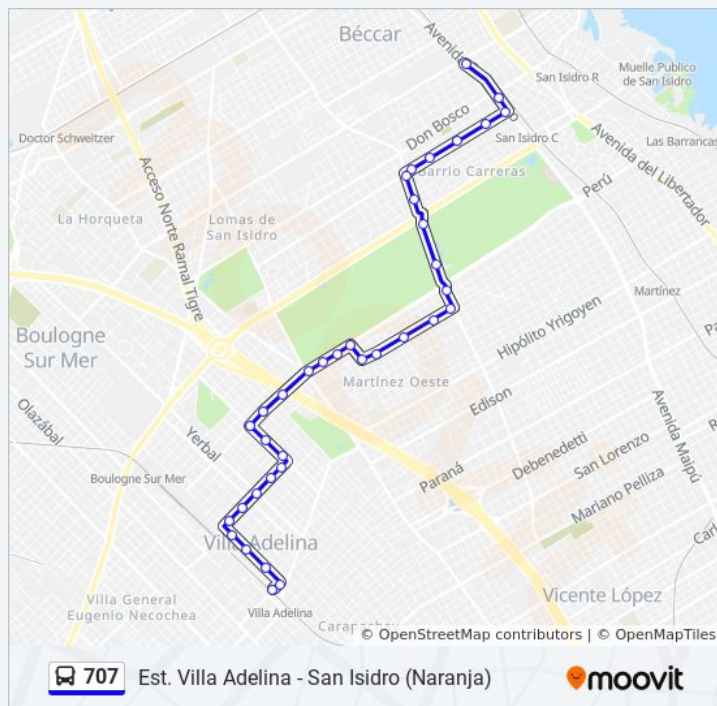 Béccar
Avenida
San Isidro R
Muelle Público
de San Isidro
Don Bosco
Doctor Schweitzer
San Isidro C
Las Barrancas
Avenida del Libertador
Acceso Norte Ramal Tigre
Barrio Carreras
Perú
La Horqueta
Lomas de
San Isidro
Martínez
Hipólito Yrigoyen
Boulogne
Sur Mer
Martínez Oeste
Edison
Avenida Maipú
Olazábal
Yerbal
Debenedetti
San Lorenzo
Paraná
Boulogne Sur Mer
Mariano Pelliza
Villa Adelina
Villa General
Eugenio Necochea
Villa Adelina
Carapachay
Vicente López
© OpenStreetMap contributors | © OpenMapTiles
707 Est. Villa Adelina - San Isidro (Naranja) moovit